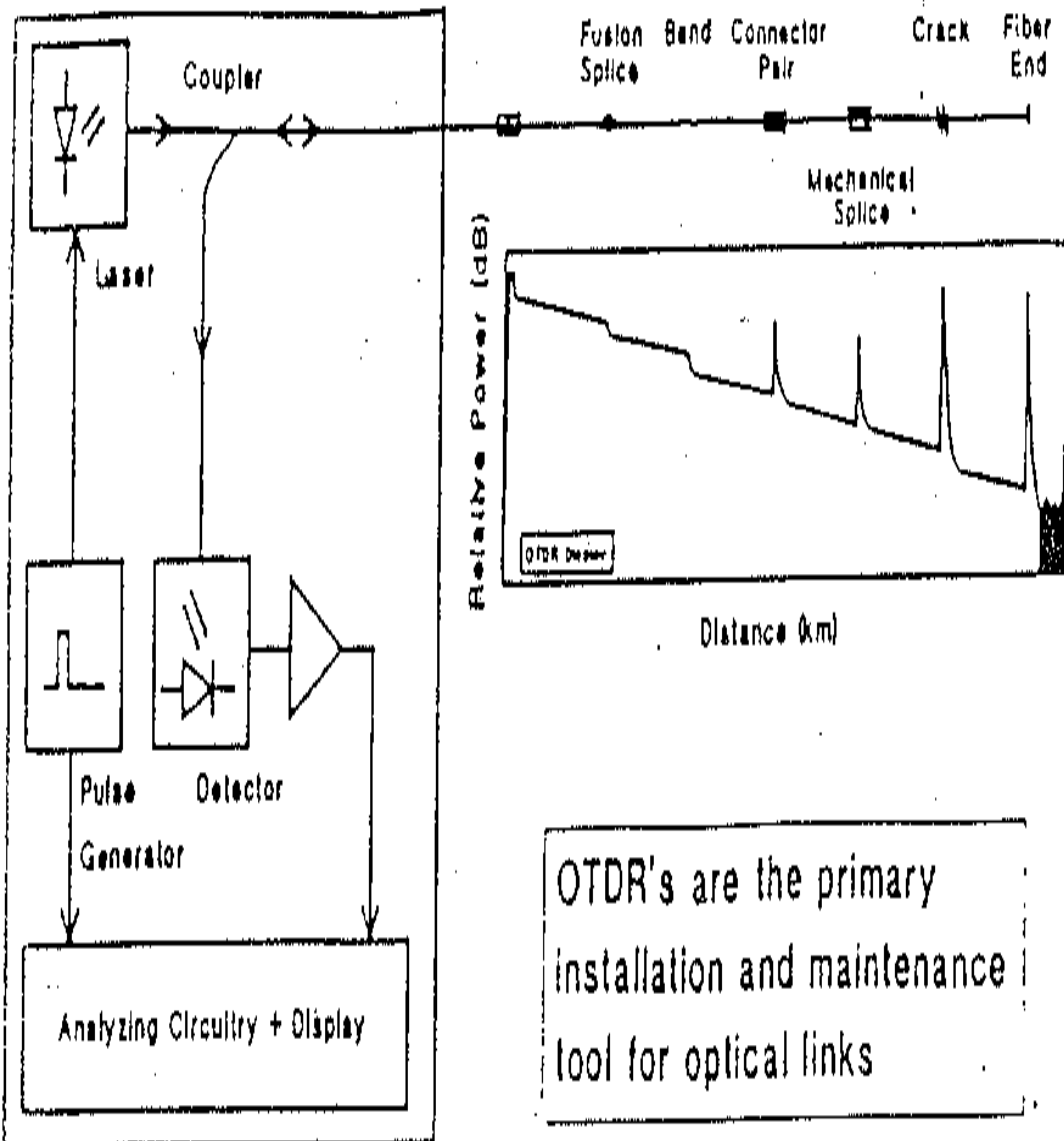 Coupler
Laser
Pulse
Generator
Detector
Analyzing Circuitry + Display
Fusion
Splice
Bend
Connector
Pair
Crack
Fiber
End
Mechanical
Splice
Relative Power (dB)
OTDR
Distance (km)
OTDR's are the primary
installation and maintenance
tool for optical links